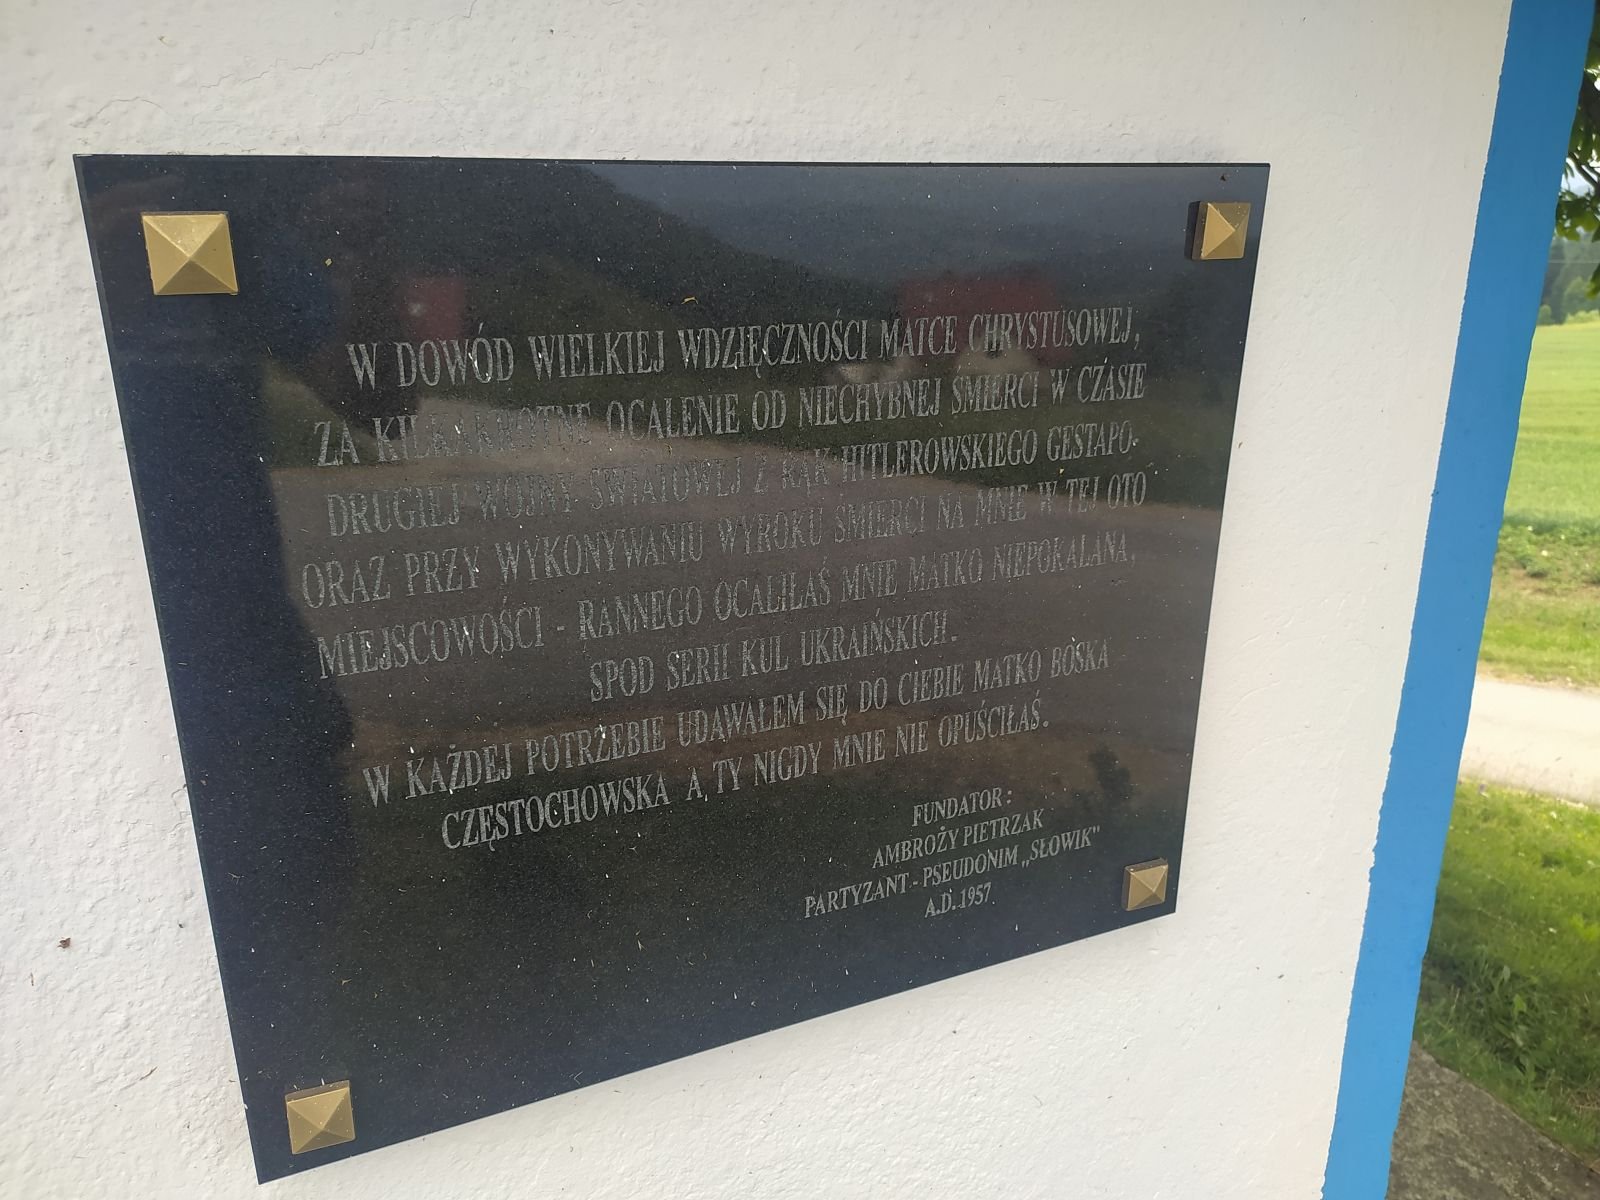 W DOWÓD WIELKIEJ WDZIĘCZNOŚCI MATCE CHRYSTUSOWEJ,
ZA KILKAKROTNE OCALENIE OD NIECHYBNEJ ŚMIERCI W CZASIE
DRUGIEJ WOJNY ŚWIATOWEJ Z RĄK HITLEROWSKIEGO GESTAPO-
ORAZ PRZY WYKONYWANIU WYROKU ŚMIERCI NA MNIE W TEJ OTO
MIEJSCOWOŚCI - RANNEGO OCALIŁAŚ MNIE MATKO NIEPOKALANA,
SPOD SERII KUL UKRAIŃSKICH.
W KAŻDEJ POTRZEBIE UDAWAŁEM SIĘ DO CIEBIE MATKO BOSKA
CZĘSTOCHOWSKA A TY NIGDY MNIE NIE OPUŚCIŁAŚ.
FUNDATOR:
AMBROŻY PIETRZAK
PARTYZANT - PSEUDONIM „SŁOWIK"
A.D. 1957